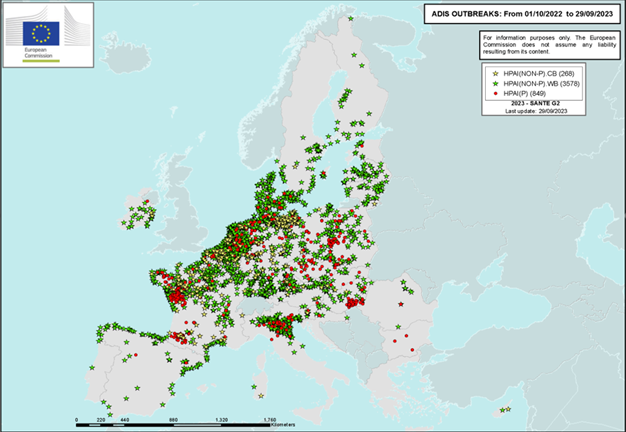 European
Commission
ADIS OUTBREAKS: From 01/10/2022 to 29/09/2023
For information purposes only. The European
Commission does not assume any liability
resulting from its content.
HPAI(NON-P).CB (268)
HPAI(NON-P).WB (3578)
HPAI(P) (849)
2023 - SANTE G2
Last update: 29/09/2023
0 220 440 880 1.320 1.760
Kilometers